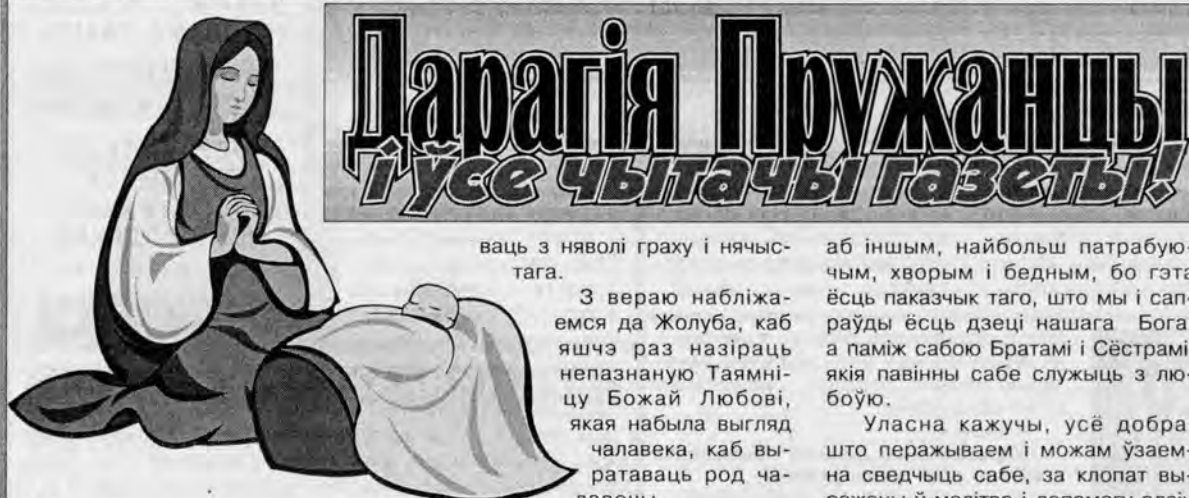 Дарагія Пружанцы
і ўсе чытачы газеты!
ваць з няволі граху і нячыс-
тага.
З вераю набліжа-
емся да Жолуба, каб
яшчэ раз назіраць
непазнаную Таямні-
цу Божай Любові,
якая набыла выгляд
чалавека, каб вы-
ратаваць род ча-
аб іншым, найбольш патрабую-
чым, хворым і бедным, бо гэта
ёсць паказчык таго, што мы і сап-
раўды ёсць дзеці нашага Бога
а паміж сабою Братамі і Сёстрамі
якія павінны сабе служыць з лю-
боўю.
Уласна кажучы, усё добра
што перажываем і можам ўзаем-
на сведчыць сабе, за клопат вы-